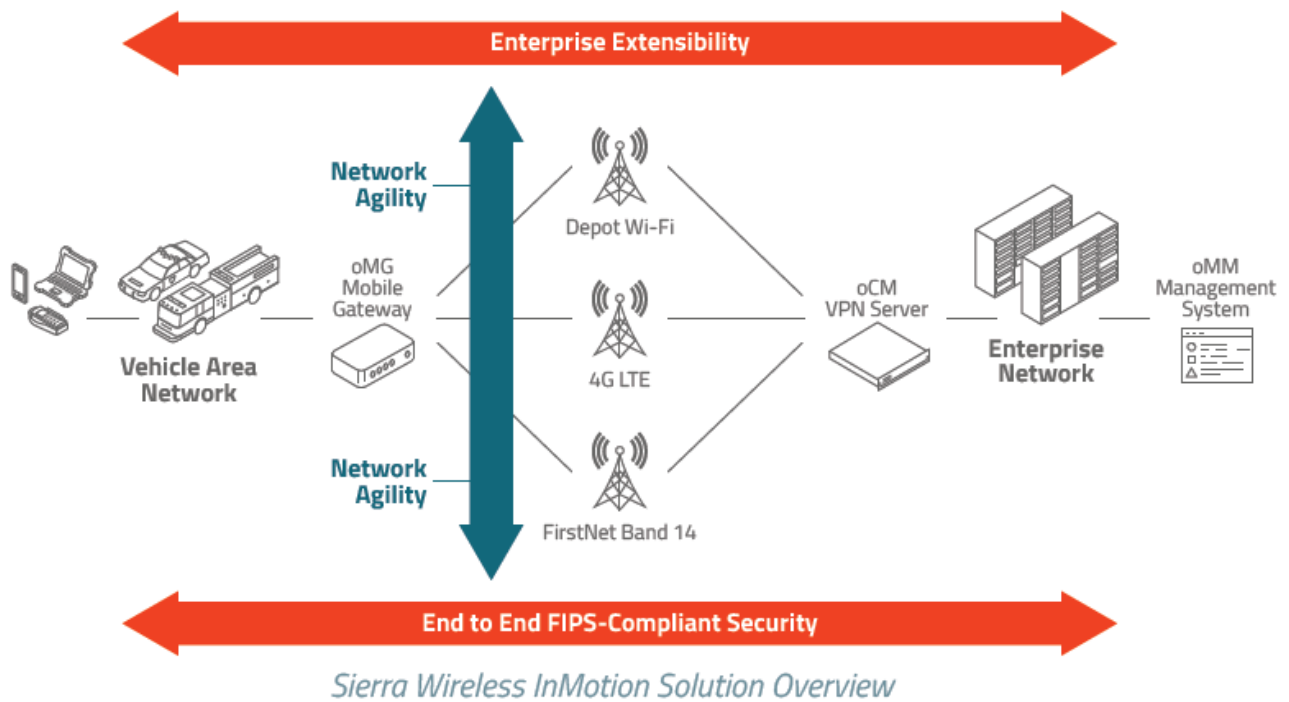 Enterprise Extensibility
Network
Agility
Depot Wi-Fi
oMG
Mobile
Gateway
Vehicle Area
Network
4G LTE
oCM
VPN Server
Enterprise
Network
oMM
Management
System
Network
Agility
FirstNet Band 14
End to End FIPS-Compliant Security
Sierra Wireless InMotion Solution Overview